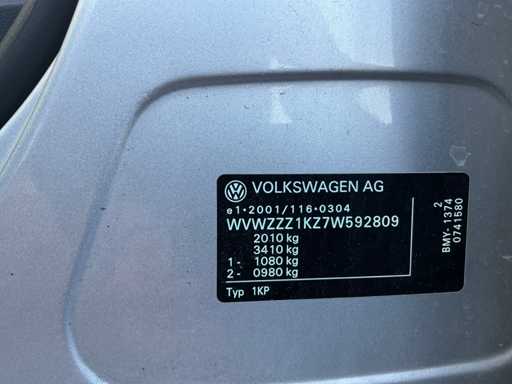 VOLKSWAGEN AG
e1*2001/116*0304
WVWZZZ1KZ7W592809
2010 kg
3410 kg
1- 1080 kg
2- 0980 kg
Typ 1KP
2
BMY-1374
0741580